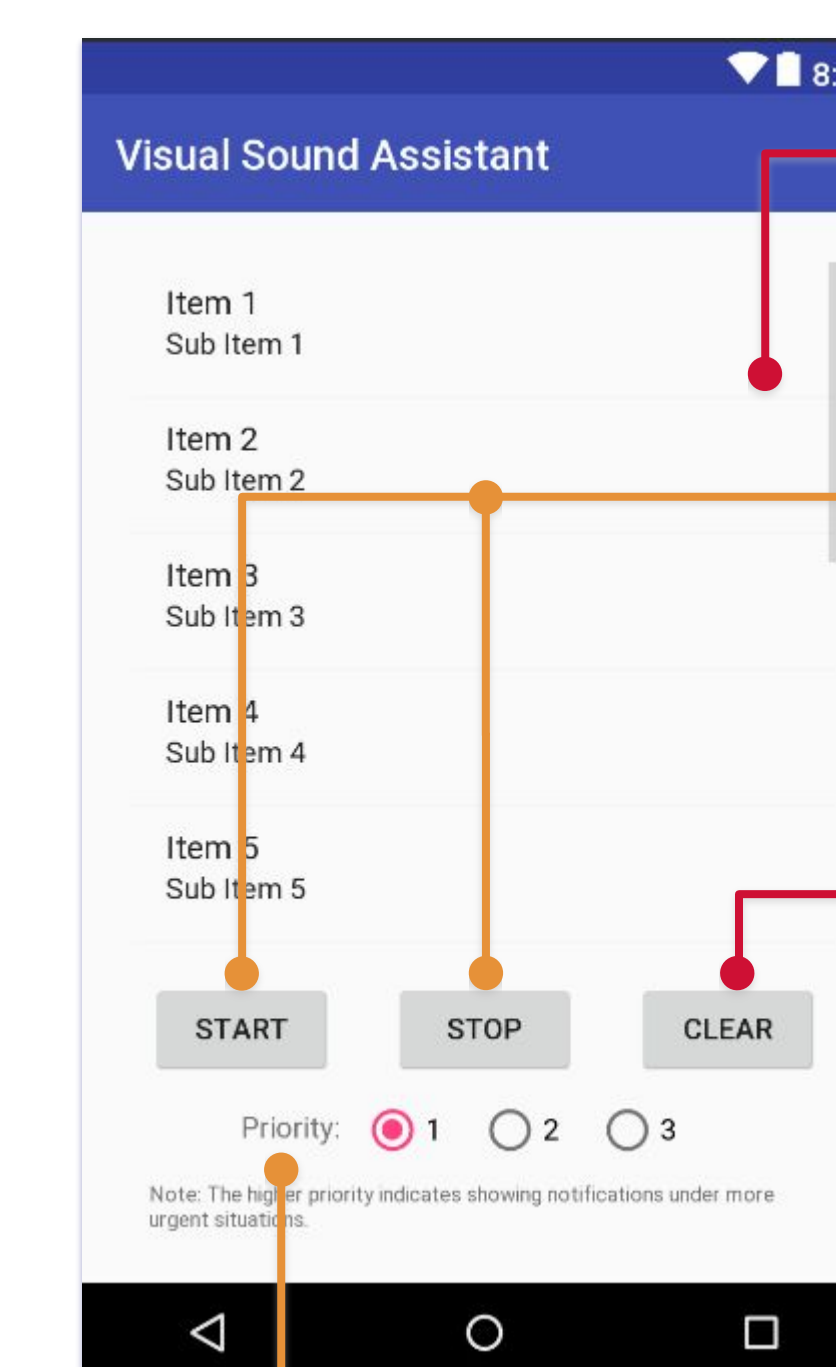 8:
Visual Sound Assistant
Item 1
Sub Item 1
Item 2
Sub Item 2
Item 3
Sub Item 3
Item 4
Sub Item 4
Item 5
Sub Item 5
START STOP CLEAR
Priority: 1 2 3
Note: The higher priority indicates showing notifications under more
urgent situations.